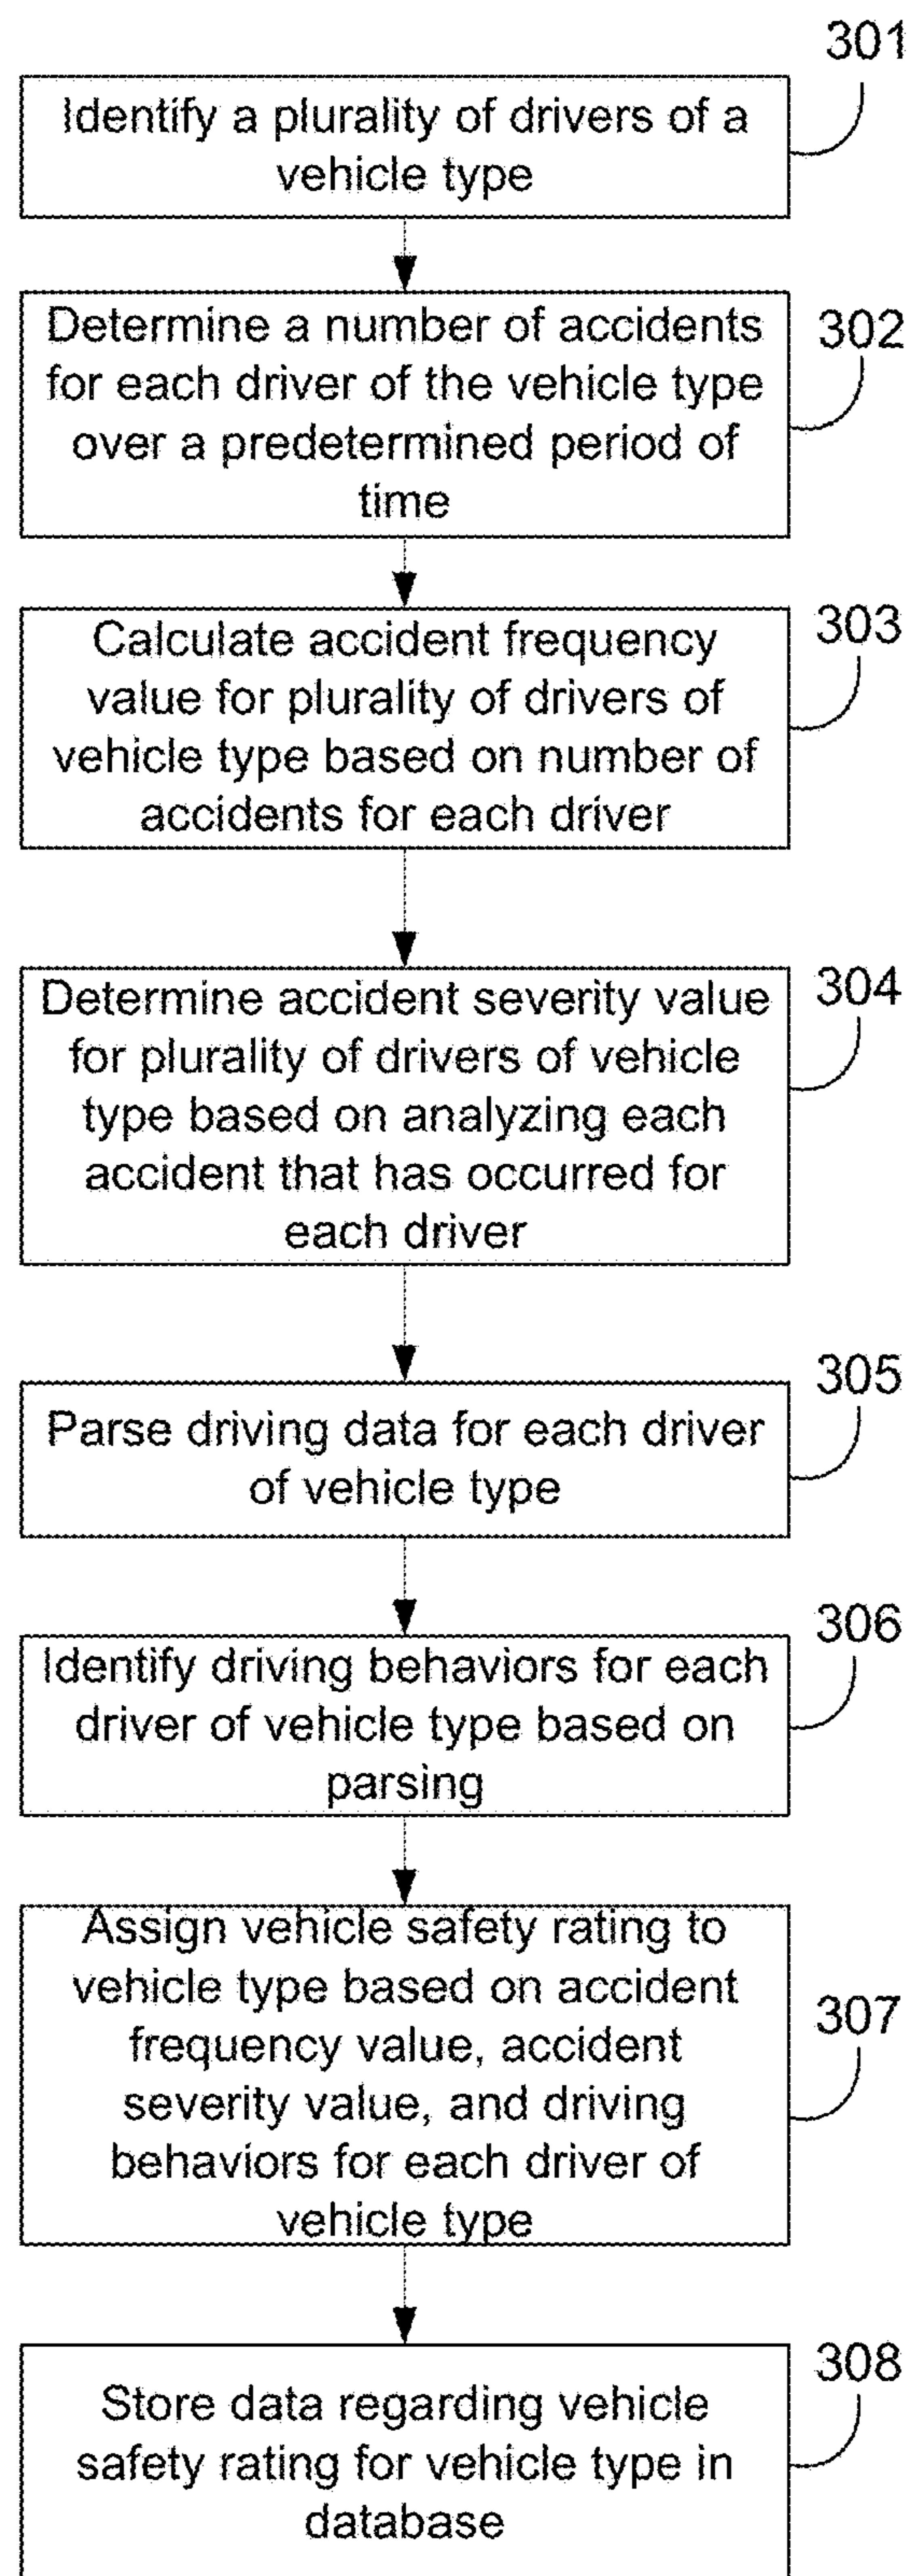 301
Identify a plurality of drivers of a
vehicle type
302
Determine a number of accidents
for each driver of the vehicle type
over a predetermined period of
time
303
Calculate accident frequency
value for plurality of drivers of
vehicle type based on number of
accidents for each driver
304
Determine accident severity value
for plurality of drivers of vehicle
type based on analyzing each
accident that has occurred for
each driver
305
Parse driving data for each driver
of vehicle type
306
Identify driving behaviors for each
driver of vehicle type based on
parsing
307
Assign vehicle safety rating to
vehicle type based on accident
frequency value, accident
severity value, and driving
behaviors for each driver of
vehicle type
308
Store data regarding vehicle
safety rating for vehicle type in
database